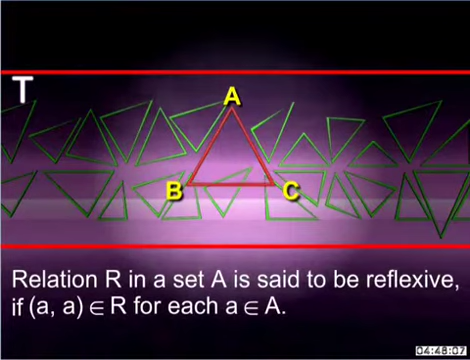 T
A
B
C
Relation R in a set A is said to be reflexive,
if (a, a) ∈ R for each a ∈ A.
04:48:07